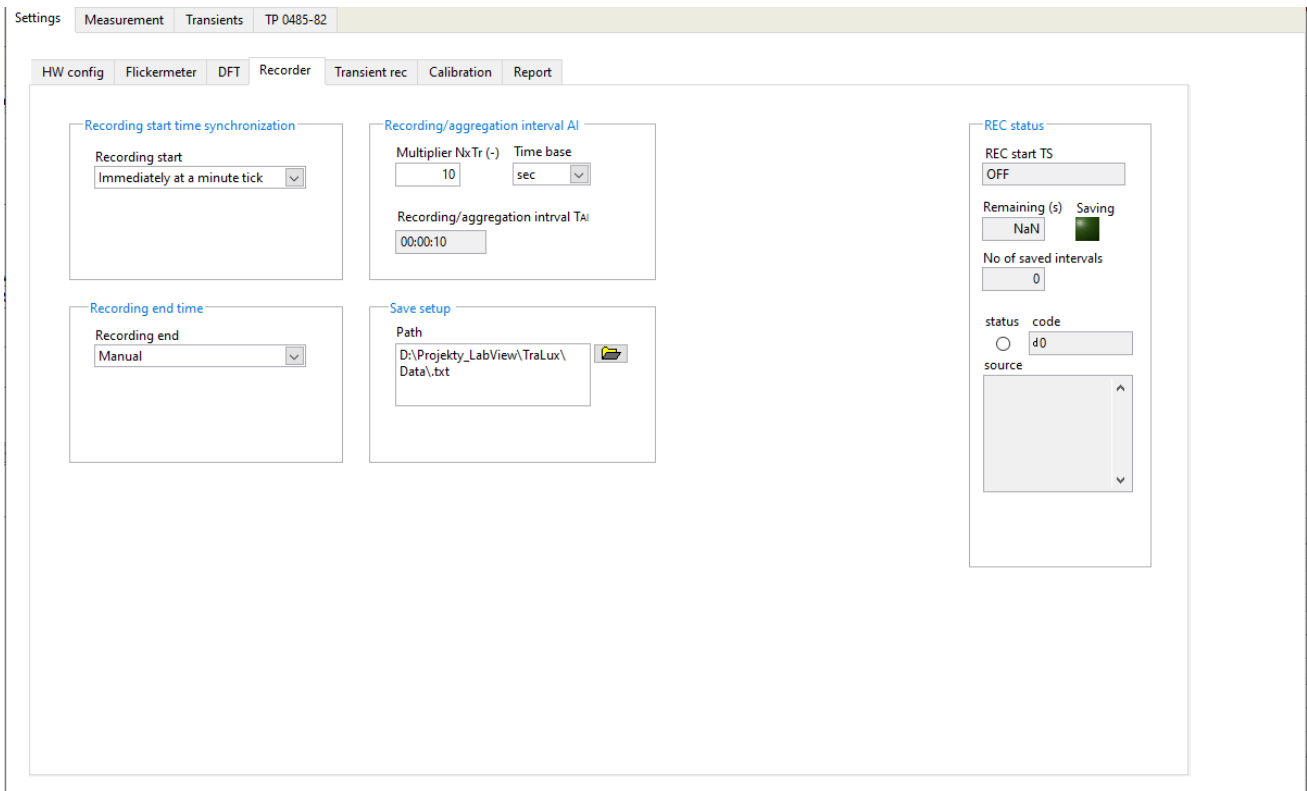 Settings Measurement Transients TP 0485-82
HW config Flickermeter DFT Recorder Transient rec Calibration Report
Recording start time synchronization
Recording start
Immediately at a minute tick
Recording/aggregation interval AI
Multiplier NxTr (-) Time base
10 sec
Recording/aggregation intrval TAI
00:00:10
Recording end time
Recording end
Manual
Save setup
Path
D:\Projekty_LabView\TraLux\
Data\.txt
REC status
REC start TS
OFF
Remaining (s) Saving
NaN
No of saved intervals
0
status code
d0
source